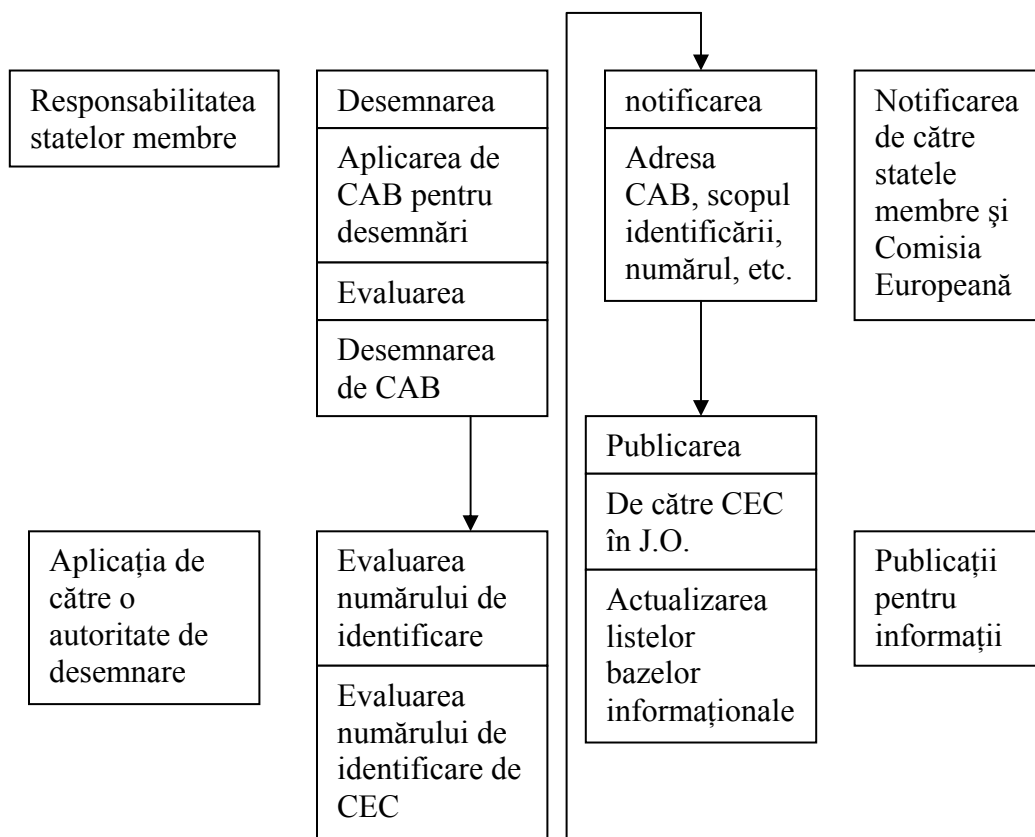 Responsabilitatea
statelor membre
Desemnarea
Aplicarea de
CAB pentru
desemnări
Evaluarea
Desemnarea
de CAB
notificarea
Adresa
CAB, scopul
identificării,
numărul, etc.
Notificarea
de către
statele
membre şi
Comisia
Europeană
Aplicația de
către o
autoritate de
desemnare
Evaluarea
numărului de
identificare
Evaluarea
numărului de
identificare de
CEC
Publicarea
De către CEC
în J.O.
Actualizarea
listelor
bazelor
informaționale
Publicații
pentru
informații